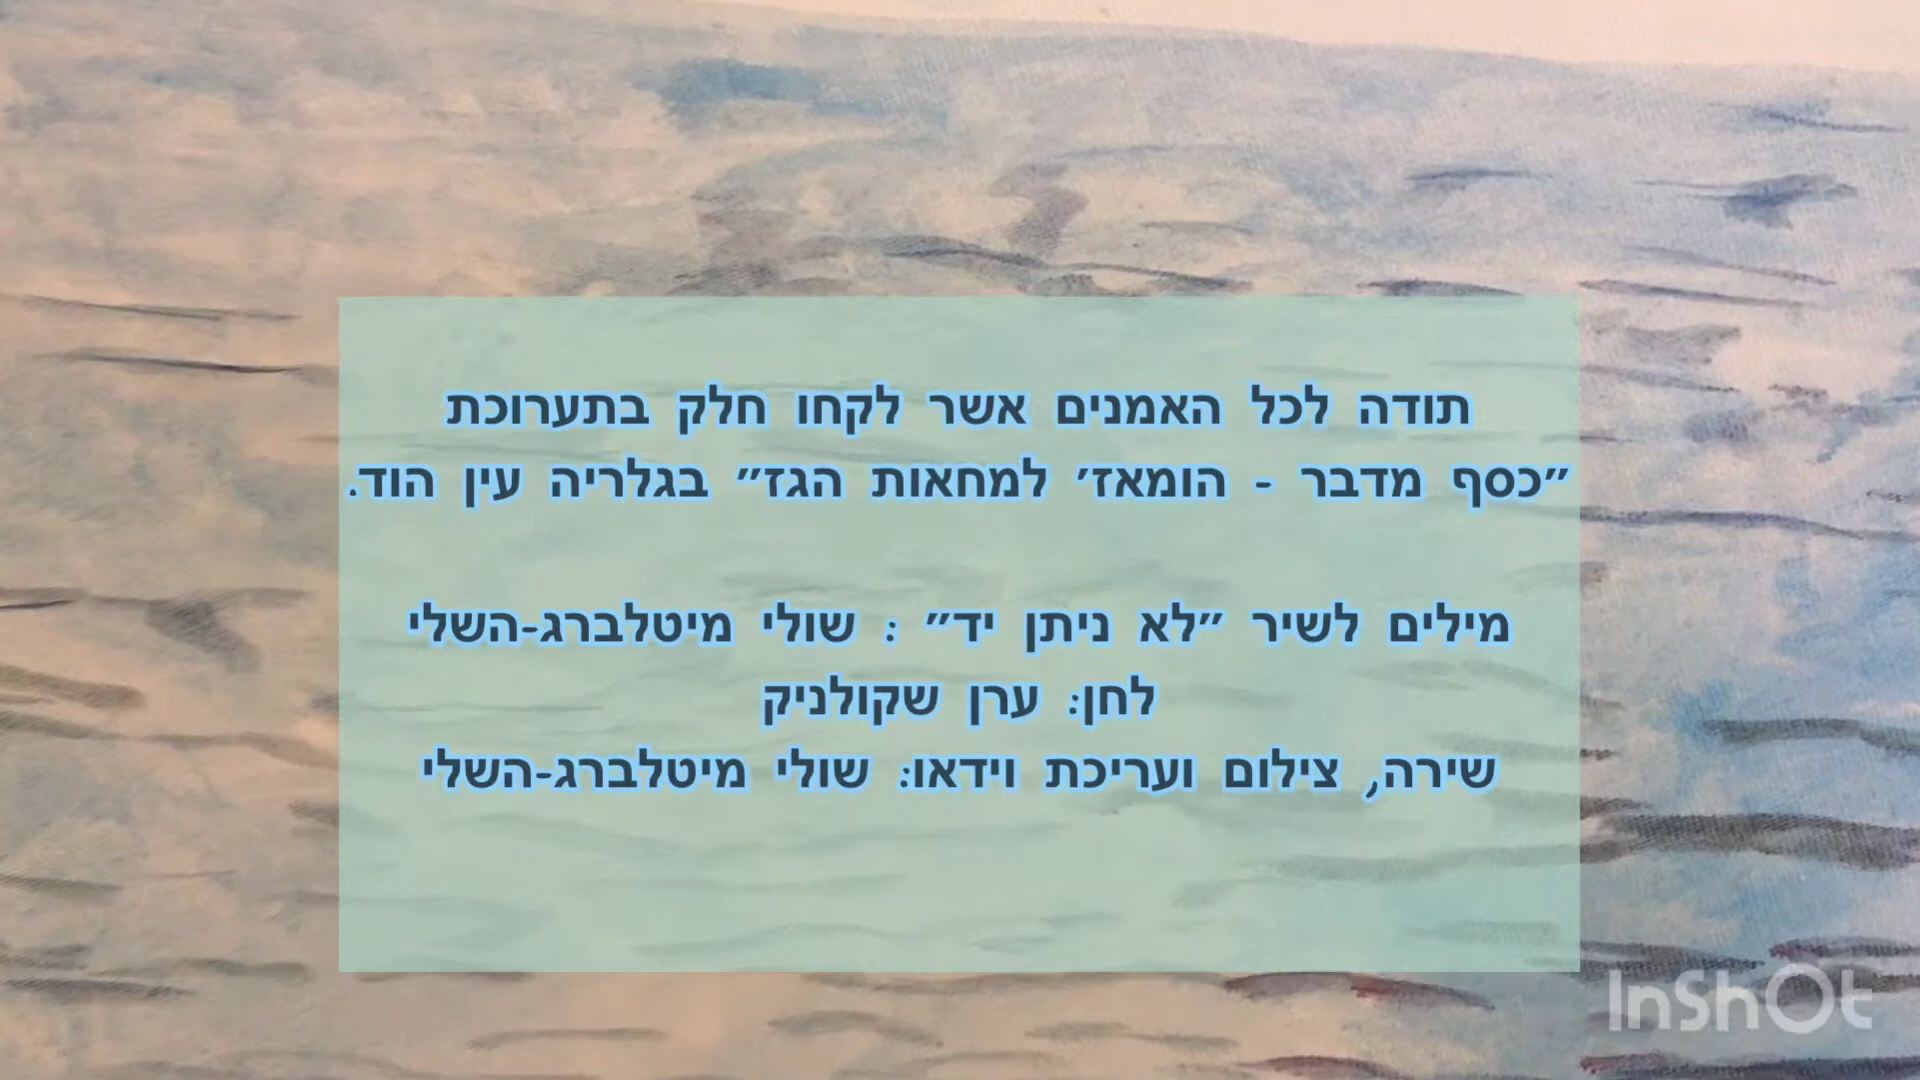 תודה לכל האמנים אשר לקחו חלק בתערוכת
״כסף מדבר - הומאז׳ למחאות הגז״ בגלריה עין הוד.
מילים לשיר ״לא ניתן יד״ : שולי מיטלברג-השלי
לחן: ערן שקולניק
שירה, צילום ועריכת וידאו: שולי מיטלברג-השלי
InShOt